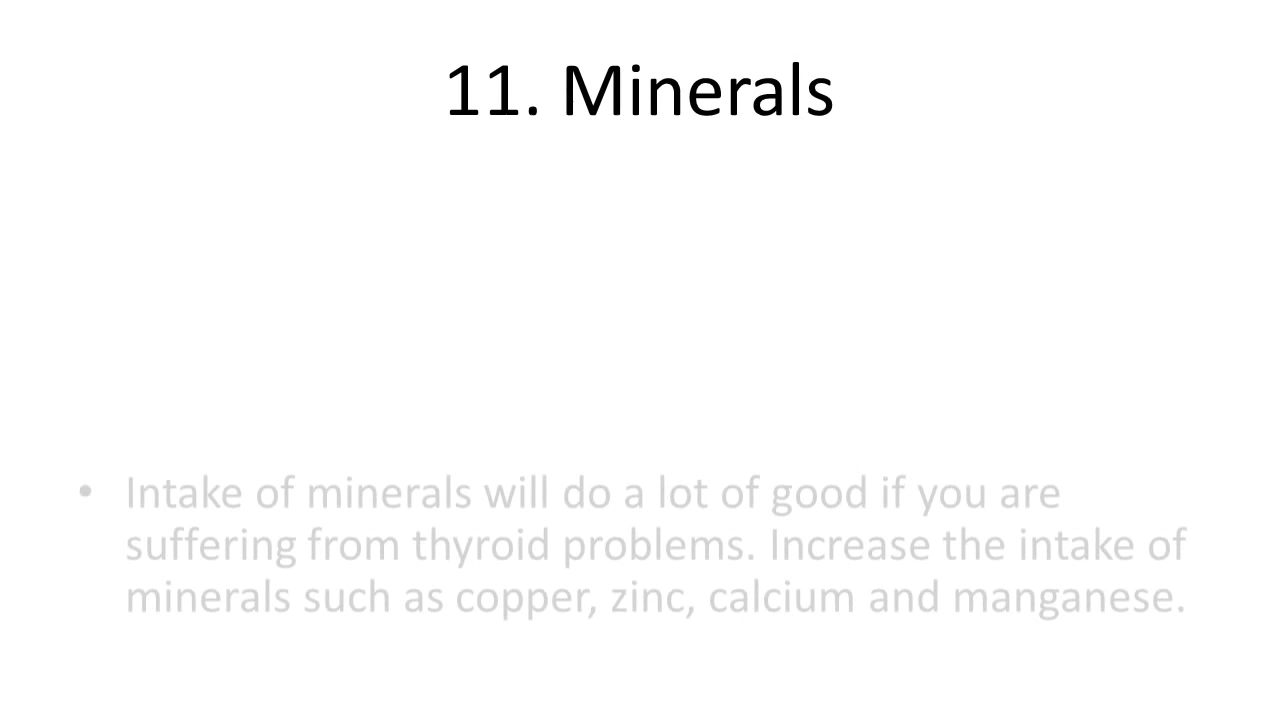 11. Minerals
• Intake of minerals will do a lot of good if you are
suffering from thyroid problems. Increase the intake of
minerals such as copper, zinc, calcium and manganese.